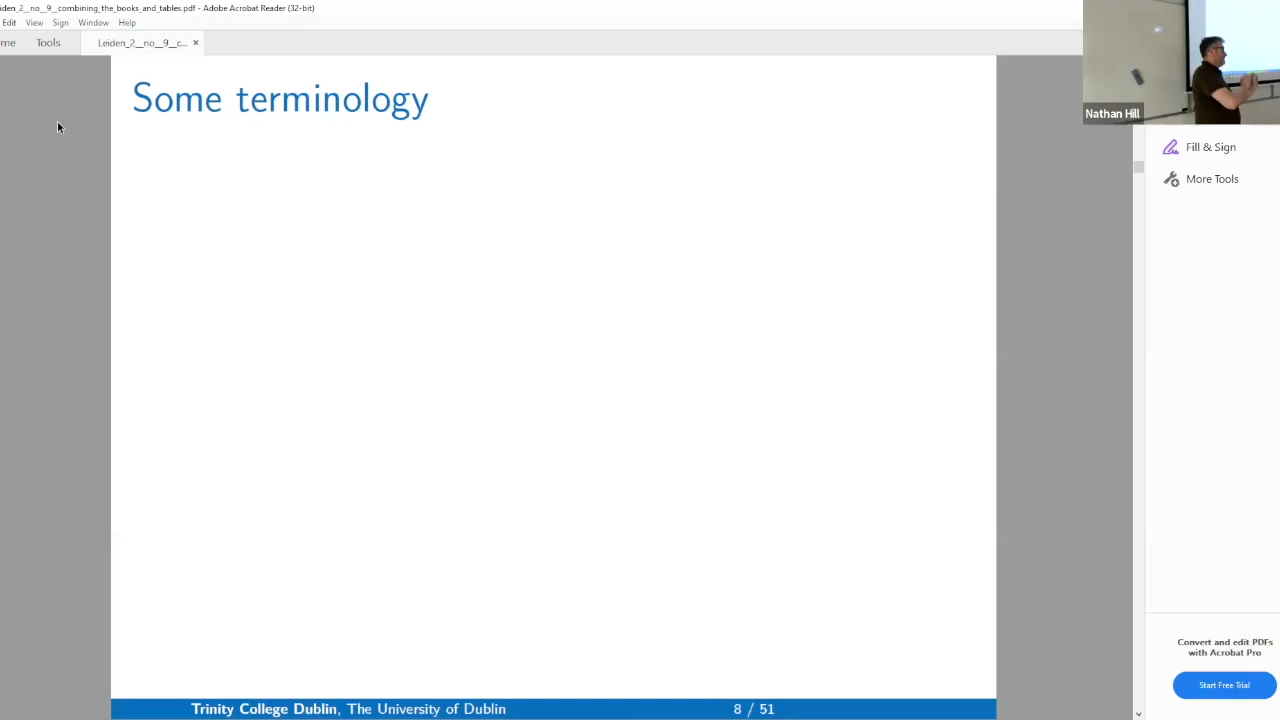 eiden_2__no__9__combining_the_books_and_tables.pdf - Adobe Acrobat Reader (32-bit)
Edit View Sign Window Help
me Tools Leiden_2__no__9__c... ×
Some terminology
Nathan Hill
Fill & Sign
More Tools
Convert and edit PDFs
with Acrobat Pro
Start Free Trial
Trinity College Dublin, The University of Dublin 8 / 51